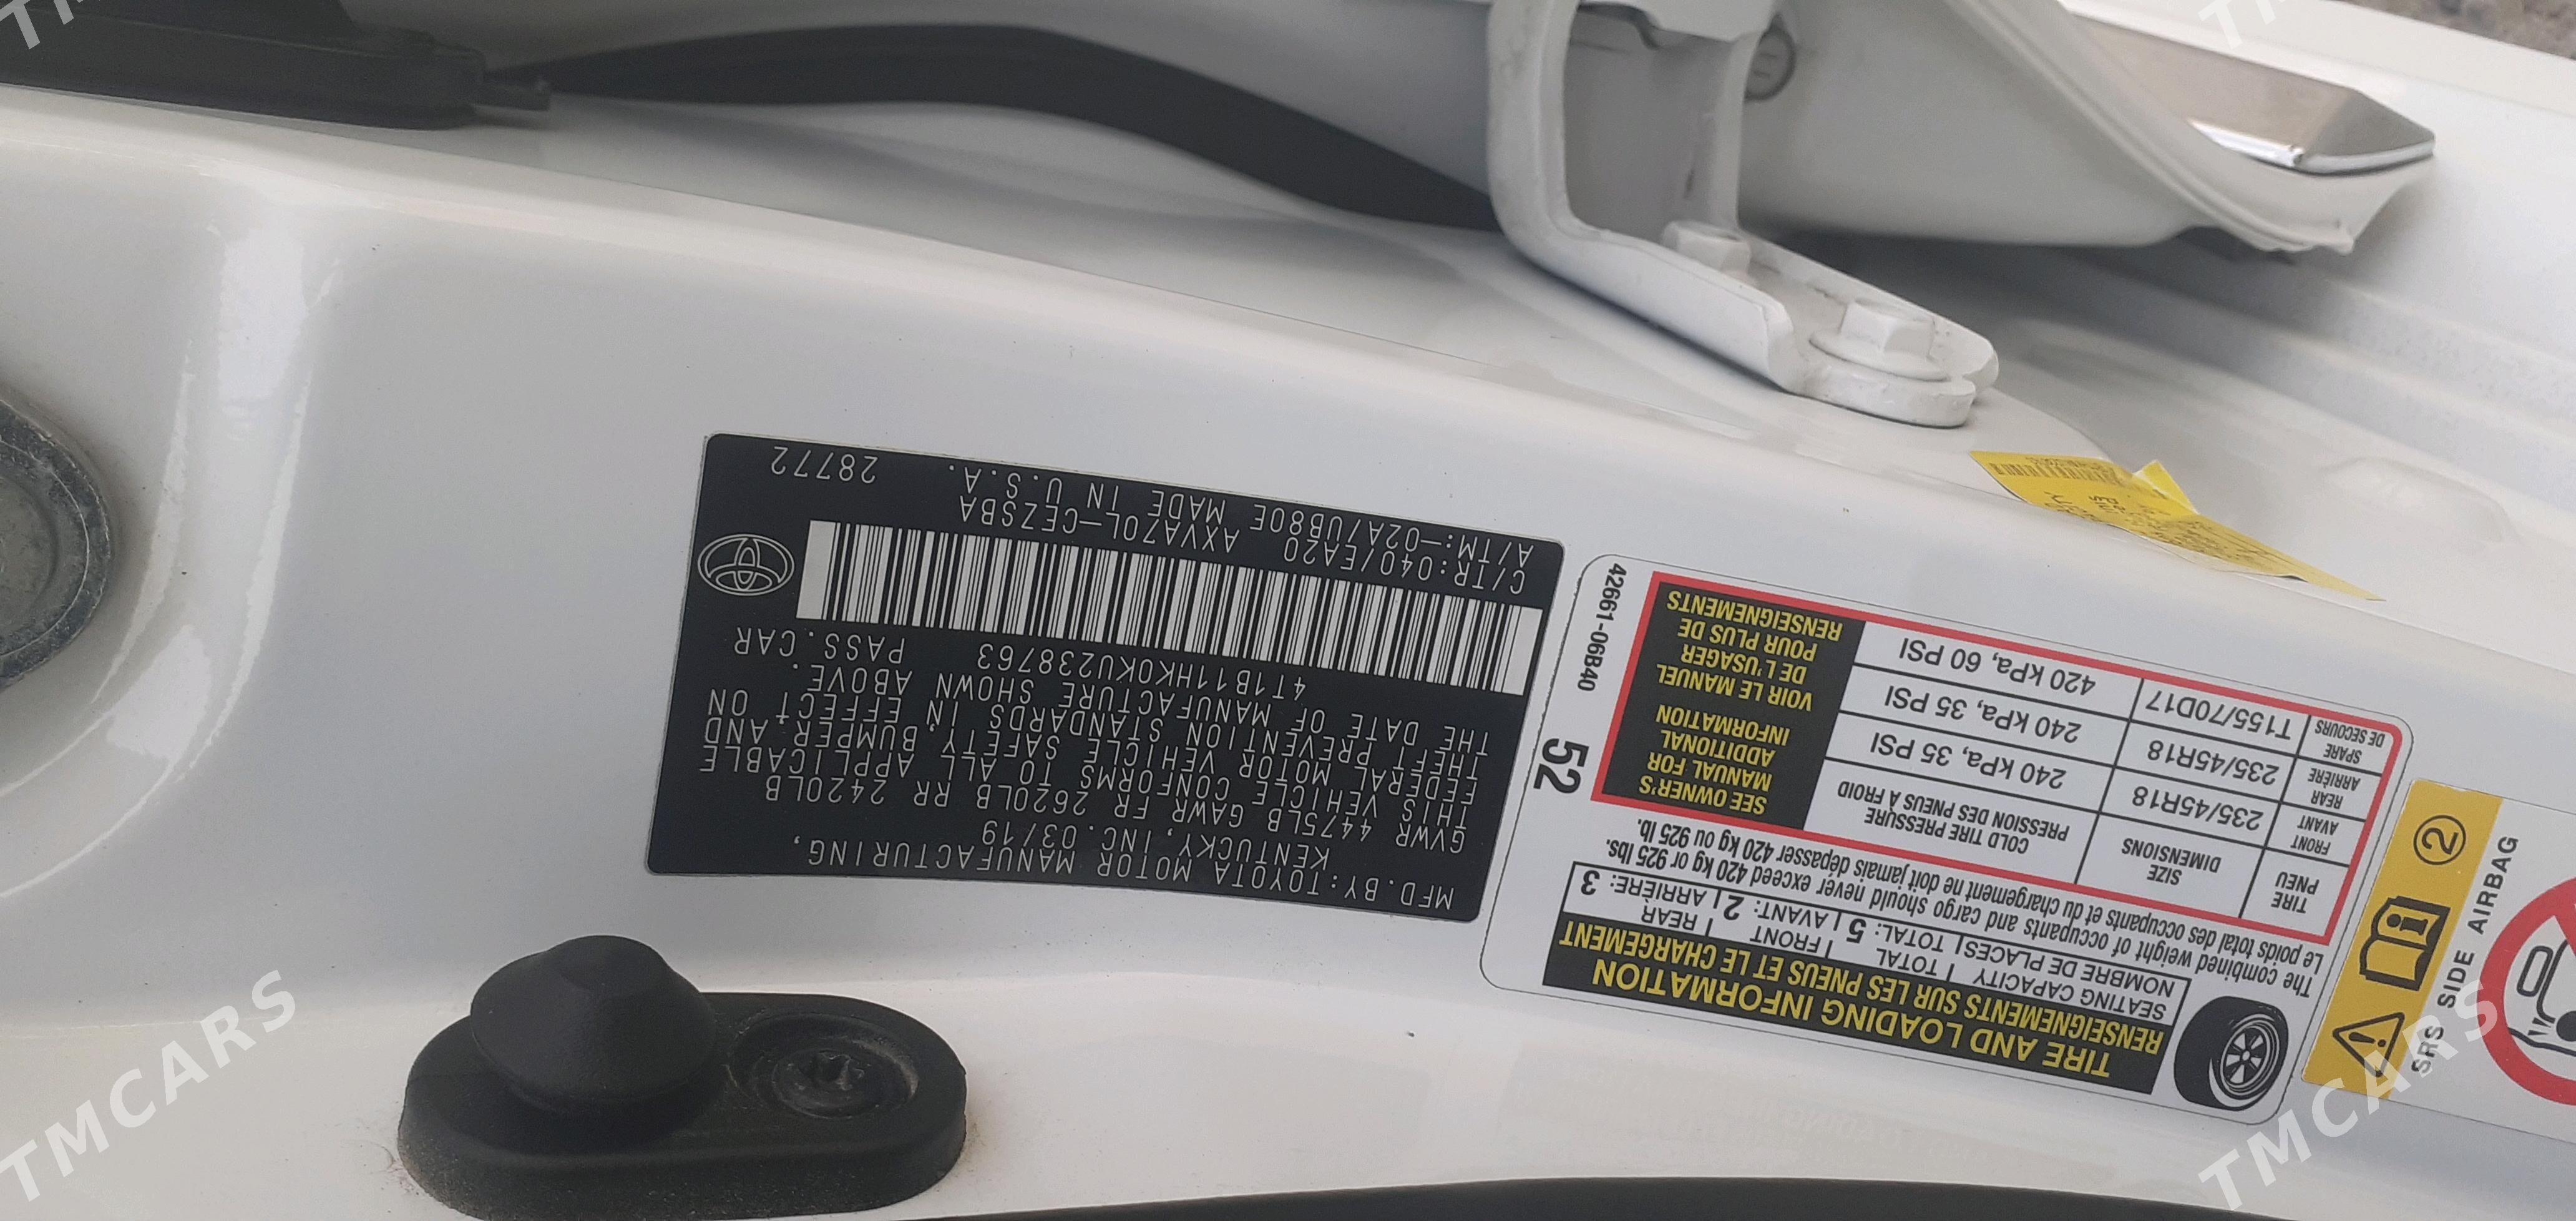 MFD.BY:TOYOTA MOTOR MANUFACTURING,
KENTUCKY,INC.03/19
GVWR 4475LB GAWR FR 2620LB RR 2420LB
THIS VEHICLE CONFORMS TO ALL APPLICABLE
FEDERAL MOTOR VEHICLE SAFETY,BUMPER AND
THEFT PREVENTION STANDARDS IN EFFECT ON
THE DATE OF MANUFACTURE SHOWN ABOVE.
4T1B11HK0KU238763 PASS.CAR
C/TR:040/EA20 AXVA70L-CEZSBA
A/TM:-02A/UB80E MADE IN U.S.A. 28772
TIRE AND LOADING INFORMATION
RENSEIGNEMENTS SUR LES PNEUS ET LE CHARGEMENT
SEATING CAPACITY | TOTAL | FRONT | REAR
NOMBRE DE PLACES | TOTAL: 5 | AVANT: 2 | ARRIÈRE: 3
The combined weight of occupants and cargo should never exceed 420 kg or 925 lbs.
Le poids total des occupants et du chargement ne doit jamais dépasser 420 kg ou 925 lb.
TIRE
PNEU
SIZE
DIMENSIONS
COLD TIRE PRESSURE
PRESSION DES PNEUS À FROID
FRONT
AVANT
235/45R18
240 kPa, 35 PSI
REAR
ARRIÈRE
235/45R18
240 kPa, 35 PSI
SPARE
DE SECOURS
T155/70D17
420 kPa, 60 PSI
SEE OWNER'S
MANUAL FOR
ADDITIONAL
INFORMATION
VOIR LE MANUEL
DE L'USAGER
POUR PLUS DE
RENSEIGNEMENTS
52
42661-06B40
2
SRS SIDE AIRBAG
TMCARS
TMCARS